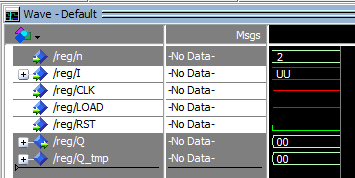 Wave - Default
Msgs
/reg/n -No Data- 2
/reg/I -No Data- UU
/reg/CLK -No Data-
/reg/LOAD -No Data-
/reg/RST -No Data-
/reg/Q -No Data- 00
/reg/Q_tmp -No Data- 00